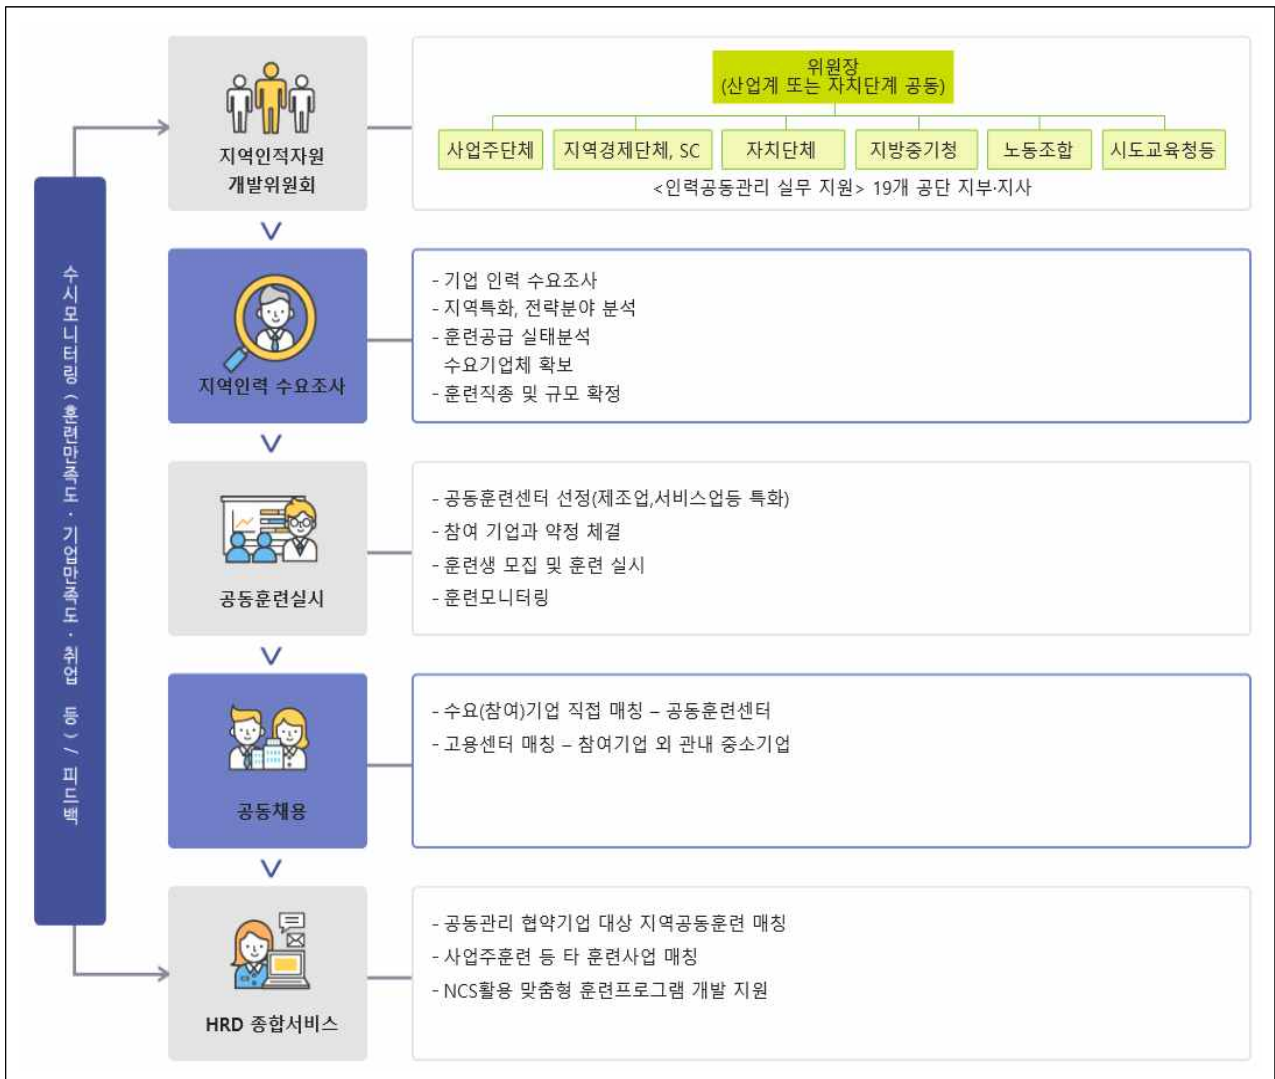 위원장
(산업계 또는 자치단계 공동)
사업주단체
지역경제단체, SC
자치단체
지방중기청
노동조합
시도교육청등
<인력공동관리 실무 지원> 19개 공단 지부·지사
지역인적자원
개발위원회
수시모니터링(훈련만족도·기업만족도·취업 등) / 피드백
지역인력 수요조사
- 기업 인력 수요조사
- 지역특화, 전략분야 분석
- 훈련공급 실태분석
수요기업체 확보
- 훈련직종 및 규모 확정
공동훈련실시
- 공동훈련센터 선정(제조업,서비스업등 특화)
- 참여 기업과 약정 체결
- 훈련생 모집 및 훈련 실시
- 훈련모니터링
공동채용
- 수요(참여)기업 직접 매칭 – 공동훈련센터
- 고용센터 매칭 – 참여기업 외 관내 중소기업
HRD 종합서비스
- 공동관리 협약기업 대상 지역공동훈련 매칭
- 사업주훈련 등 타 훈련사업 매칭
- NCS활용 맞춤형 훈련프로그램 개발 지원